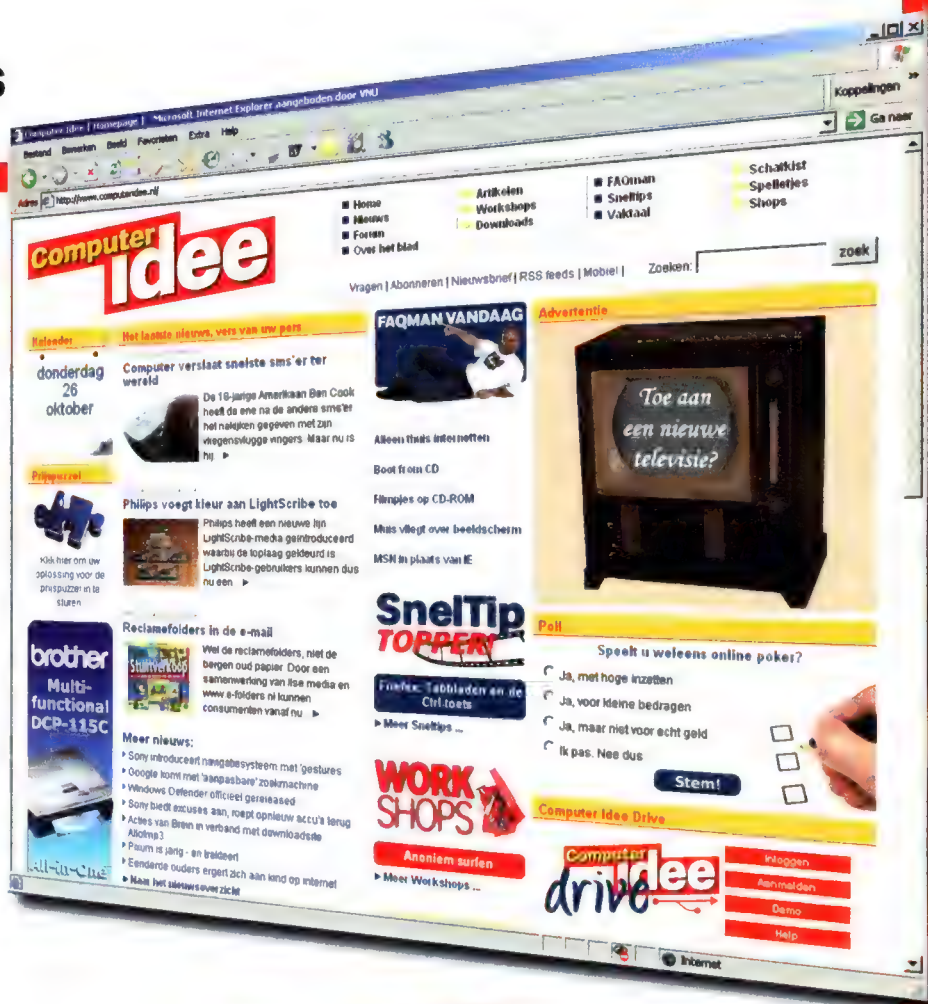 s
Computer Idee [ Homepage ] - Microsoft Internet Explorer aangeboden door VNU
Bestand Bewerken Beeld Favorieten Extra Help
Koppelingen
Adres http://www.computeridee.nl/
Ga naar
Computer idee
Home
Nieuws
Forum
Over het blad
Artikelen
Workshops
Downloads
FAQman
Sneltips
Vaktaal
Schatkist
Spelletjes
Shops
Vragen | Abonneren | Nieuwsbrief | RSS feeds | Mobiel |
Zoeken:
zoek
Kalender
donderdag
26
oktober
Prijspuzzel
Klik hier om uw
oplossing voor de
prijspuzzel in te
sturen
brother
Multi-
functional
DCP-115C
All-in-One
Het laatste nieuws, vers van uw pers
Computer verslaat snelste sms'er ter
wereld
De 18-jarige Amerikaan Ben Cook
heeft de ene na de andere sms'er
het nakijken gegeven met zijn
vliegensvlugge vingers. Maar nu is
hij
Philips voegt kleur aan LightScribe toe
Philips heeft een nieuwe lijn
LightScribe-media geintroduceerd
waarbij de toplaag gekleurd is
LightScribe-gebruikers kunnen dus
nu een
Reclamefolders in de e-mail
Stuntverkoop
Wel de reclamefolders, niet de
bergen oud papier. Door een
samenwerking van Ilse media en
www.e-folders.nl kunnen
consumenten vanaf nu
Meer nieuws:
Sony introduceert navigatiesysteem met 'gestures
Google komt met 'aanpasbare' zoekmachine
Windows Defender officieel gereleased
Sony biedt excuses aan, roept opnieuw accu's terug
Acties van Brein in verband met downloadsite
Allofmp3
is jarig - en trakteert
Eenderde ouders ergert zich aan kind op internet
Naar het nieuwsoverzicht
FAQMAN VANDAAG
Alleen thuis internetten
Boot from CD
Filmpjes op CD-ROM
Muis vliegt over beeldscherm
MSN in plaats van IE
SnelTip
TOPPER!
Firefox: Tabbladen en de
Ctrl-toets
Meer Sneltips ...
WORK
SHOPS
Anoniem surfen
Meer Workshops ...
Advertentie
Toe aan
een nieuwe
televisie?
Poll
Speelt u weleens online poker?
Ja, met hoge inzetten
Ja, voor kleine bedragen
Ja, maar niet voor echt geld
Ik pas. Nee dus
Stem!
Computer Idee Drive
Computer idee
drive
Inloggen
Aanmelden
Demo
Help
Internet